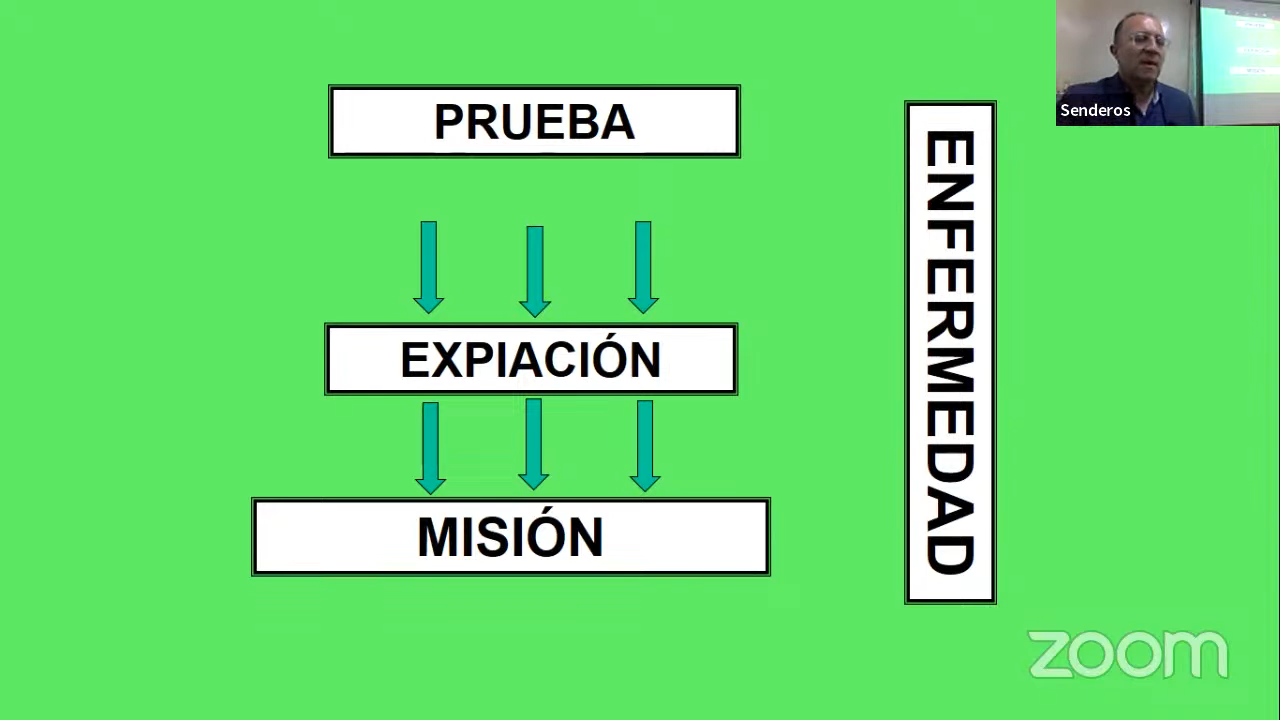 PRUEBA
EXPIACIÓN
MISIÓN
ENFERMEDAD
Senderos
zoom